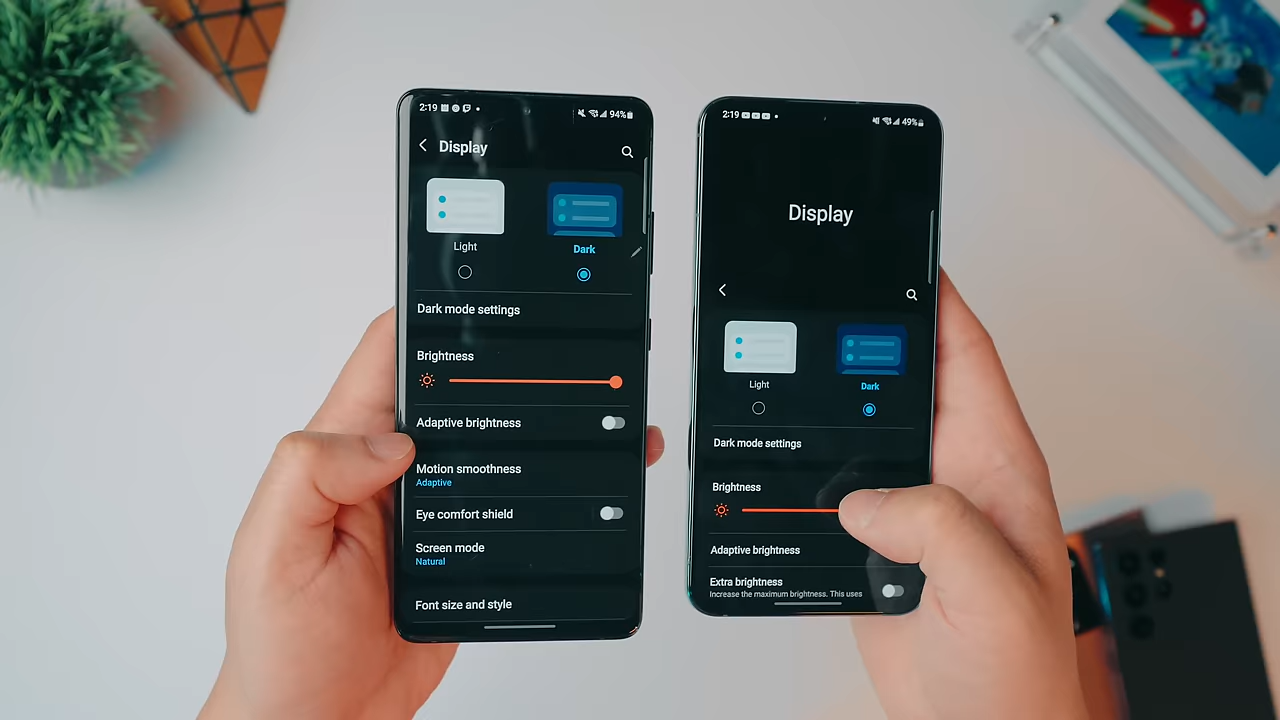 2:19
94%
Display
Light
Dark
Dark mode settings
Brightness
Adaptive brightness
Motion smoothness
Adaptive
Eye comfort shield
Screen mode
Natural
Font size and style
2:19
49%
Display
Light
Dark
Dark mode settings
Brightness
Adaptive brightness
Extra brightness
Increase the maximum brightness. This uses